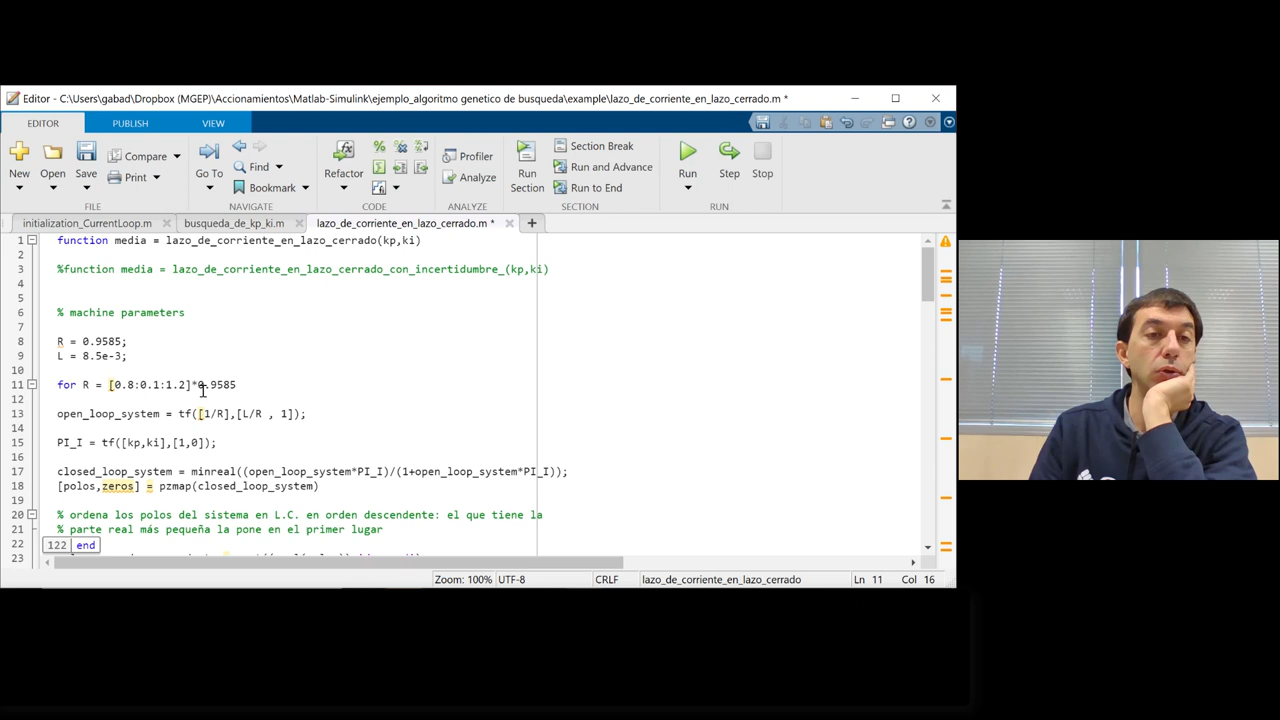 Editor - C:\Users\gabad\Dropbox (MGEP)\Accionamientos\Matlab-Simulink\ejemplo_algoritmo genetico de busqueda\example\lazo_de_corriente_en_lazo_cerrado.m *
EDITOR PUBLISH VIEW
New Open Save Compare Print Go To Find Bookmark Refactor Profiler Analyze Run Section Section Break Run and Advance Run to End Run Step Stop
FILE NAVIGATE CODE ANALYZE SECTION RUN
initialization_CurrentLoop.m busqueda_de_kp_ki.m lazo_de_corriente_en_lazo_cerrado.m *
1 function media = lazo_de_corriente_en_lazo_cerrado(kp,ki)
2
3 %function media = lazo_de_corriente_en_lazo_cerrado_con_incertidumbre_(kp,ki)
4
5
6 % machine parameters
7
8 R = 0.9585;
9 L = 8.5e-3;
10
11 for R = [0.8:0.1:1.2]*0.9585
12
13 open_loop_system = tf([1/R],[L/R , 1]);
14
15 PI_I = tf([kp,ki],[1,0]);
16
17 closed_loop_system = minreal((open_loop_system*PI_I)/(1+open_loop_system*PI_I));
18 [polos,zeros] = pzmap(closed_loop_system)
19
20 % ordena los polos del sistema en L.C. en orden descendente: el que tiene la
21 % parte real más pequeña la pone en el primer lugar
22
122 end
23
Zoom: 100% UTF-8 CRLF lazo_de_corriente_en_lazo_cerrado Ln 11 Col 16